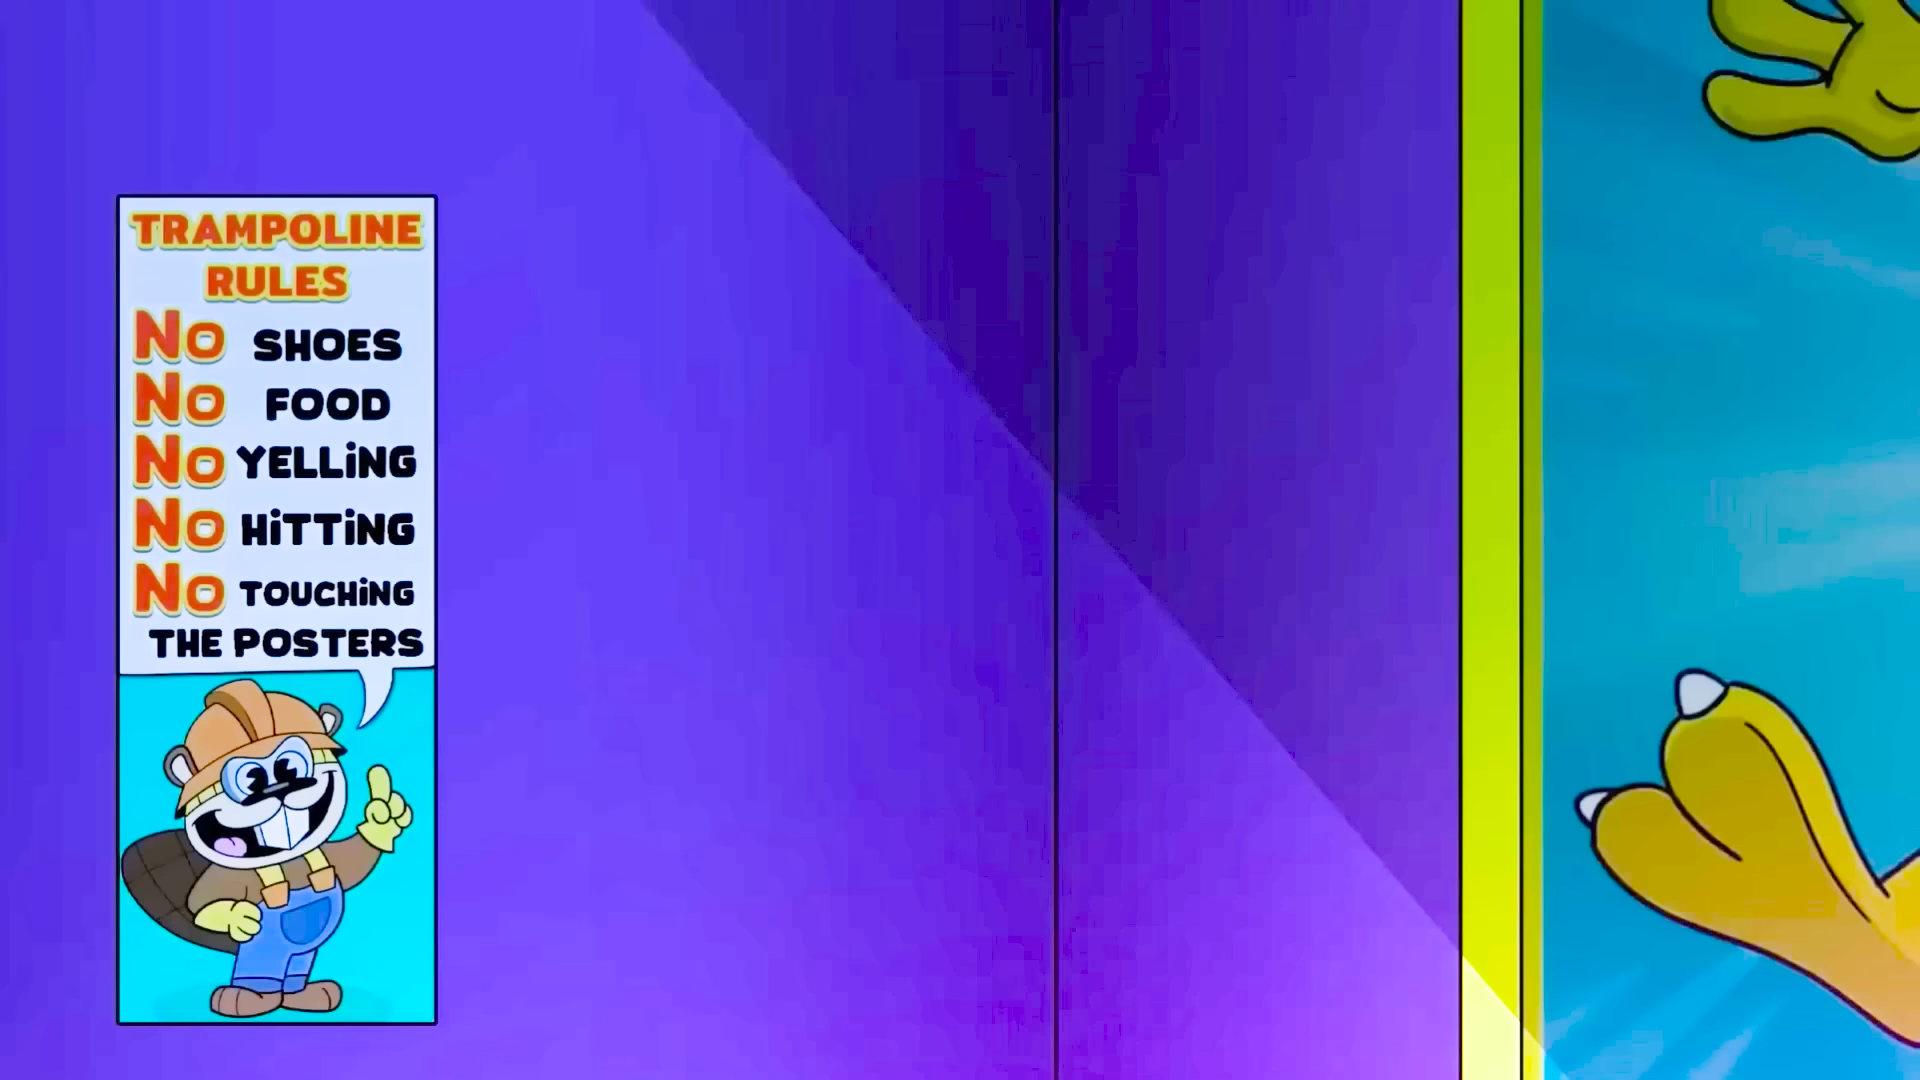 TRAMPOLINE
RULES
No SHOES
No FOOD
No YELLiNG
No HiTTiNG
No TOUCHiNG
THE POSTERS